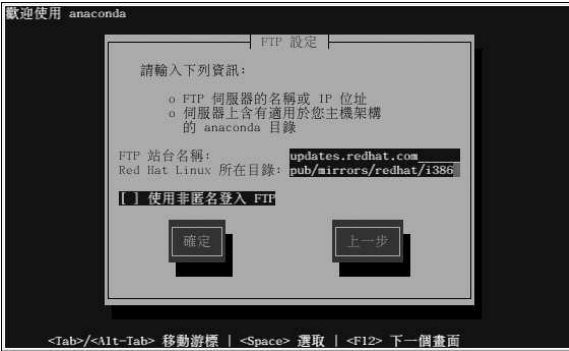 歡迎使用 anaconda
FTP 設定
請輸入下列資訊:
o FTP 伺服器的名稱或 IP 位址
o 伺服器上含有適用於您主機架構
的 anaconda 目錄
FTP 站台名稱: updates.redhat.com
Red Hat Linux 所在目錄: pub/mirrors/redhat/i386
[ ] 使用非匿名登入 FTP
確定 上一步
<Tab>/<Alt-Tab> 移動游標 | <Space> 選取 | <F12> 下一個畫面